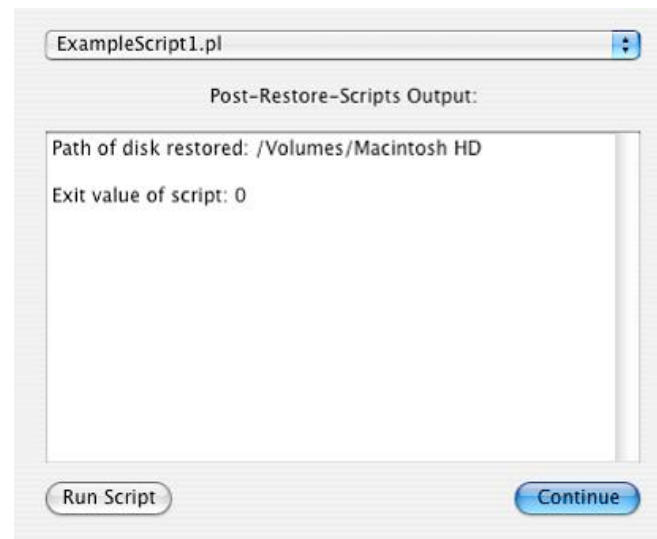 ExampleScript1.pl
Post-Restore-Scripts Output:
Path of disk restored: /Volumes/Macintosh HD
Exit value of script: 0
Run Script
Continue